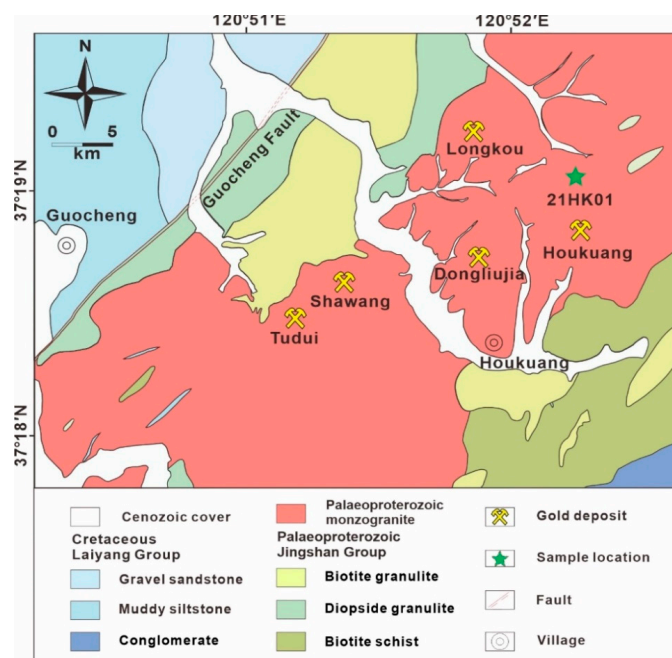 120°51'E
120°52'E
N
0 5
km
Guocheng Fault
Longkou
37°19'N
21HK01
Guocheng
Houkuang
Dongliujia
Shawang
Tudui
Houkuang
37°18'N
Cenozoic cover
Palaeoproterozoic
monzogranite
Gold deposit
Cretaceous
Laiyang Group
Palaeoproterozoic
Jingshan Group
Sample location
Gravel sandstone
Biotite granulite
Fault
Muddy siltstone
Diopside granulite
Village
Conglomerate
Biotite schist